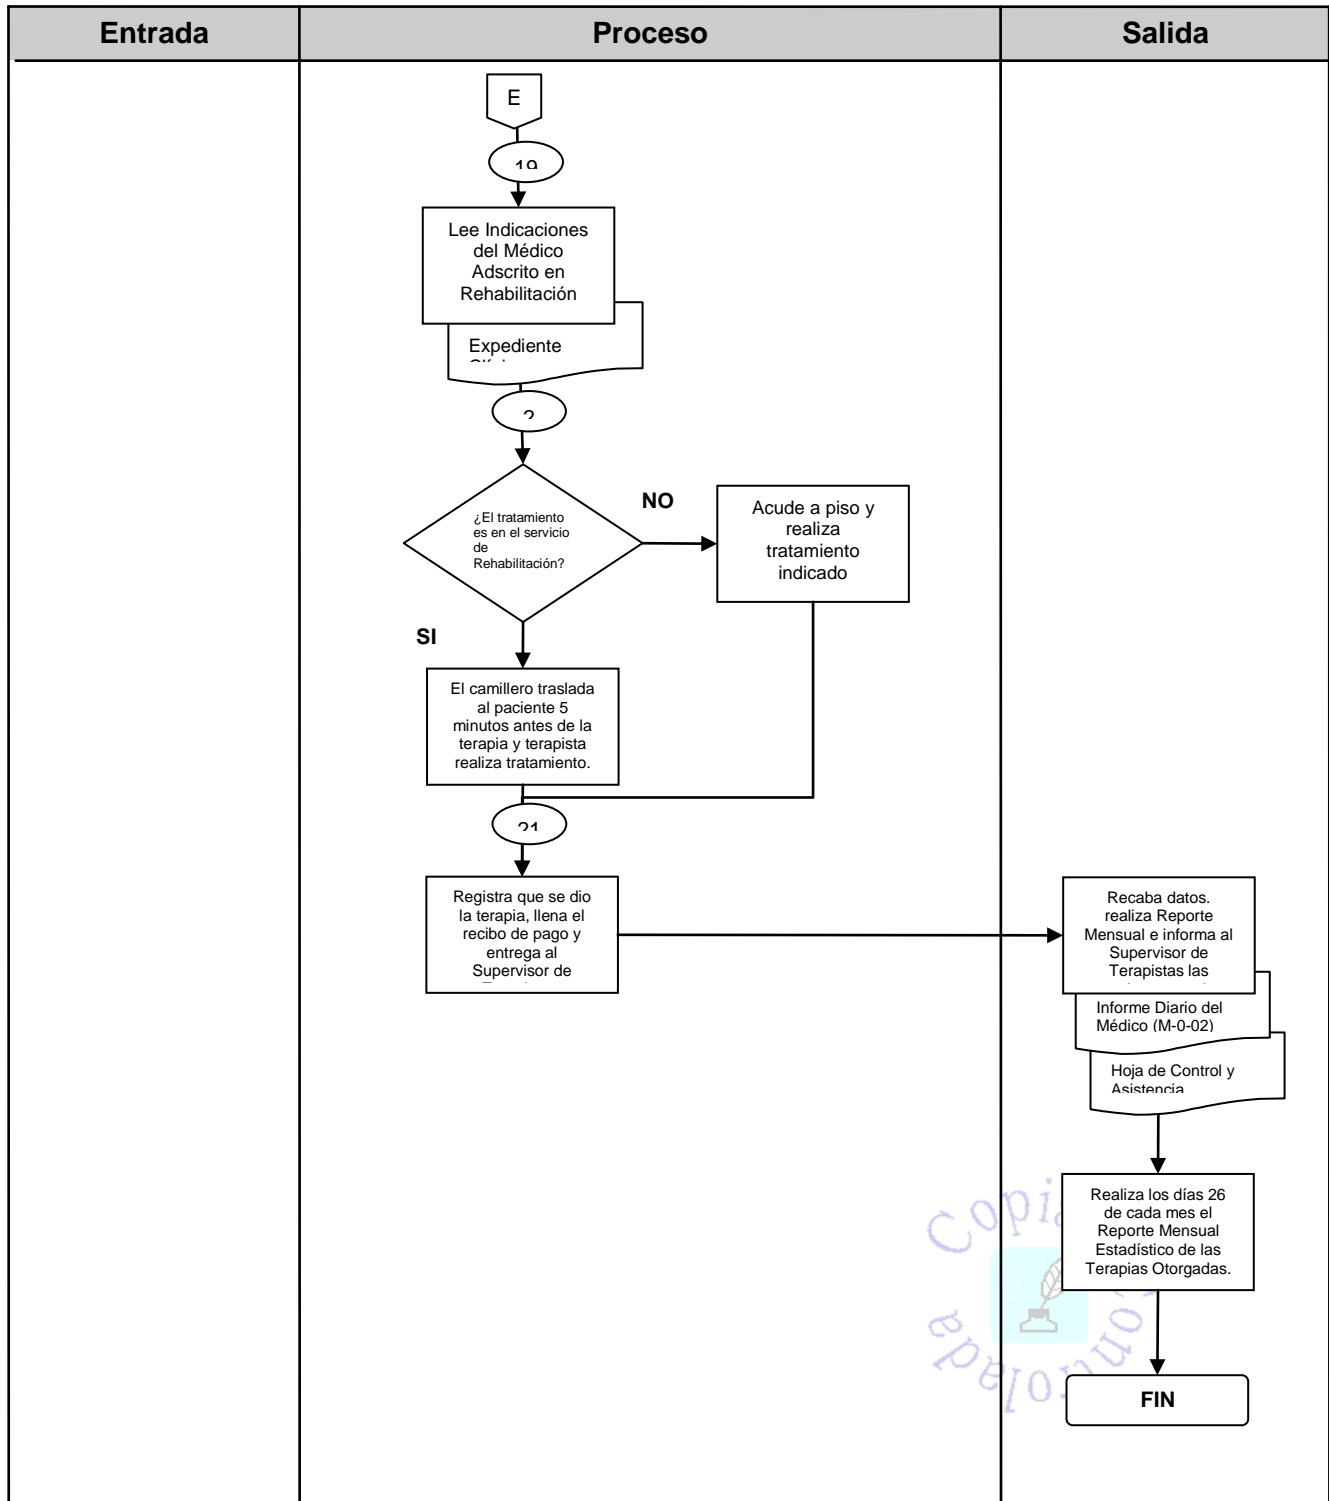 Entrada
Proceso
Salida
E
19
Lee Indicaciones
del Médico
Adscrito en
Rehabilitación
Expediente
¿El tratamiento
es en el servicio
de
Rehabilitación?
NO
Acude a piso y
realiza
tratamiento
indicado
SI
El camillero traslada
al paciente 5
minutos antes de la
terapia y terapista
realiza tratamiento.
21
Registra que se dio
la terapia, llena el
recibo de pago y
entrega al
Supervisor de
Recaba datos.
realiza Reporte
Mensual e informa al
Supervisor de
Terapistas las
Informe Diario del
Médico (M-0-02)
Hoja de Control y
Asistencia
Realiza los días 26
de cada mes el
Reporte Mensual
Estadístico de las
Terapias Otorgadas.
FIN